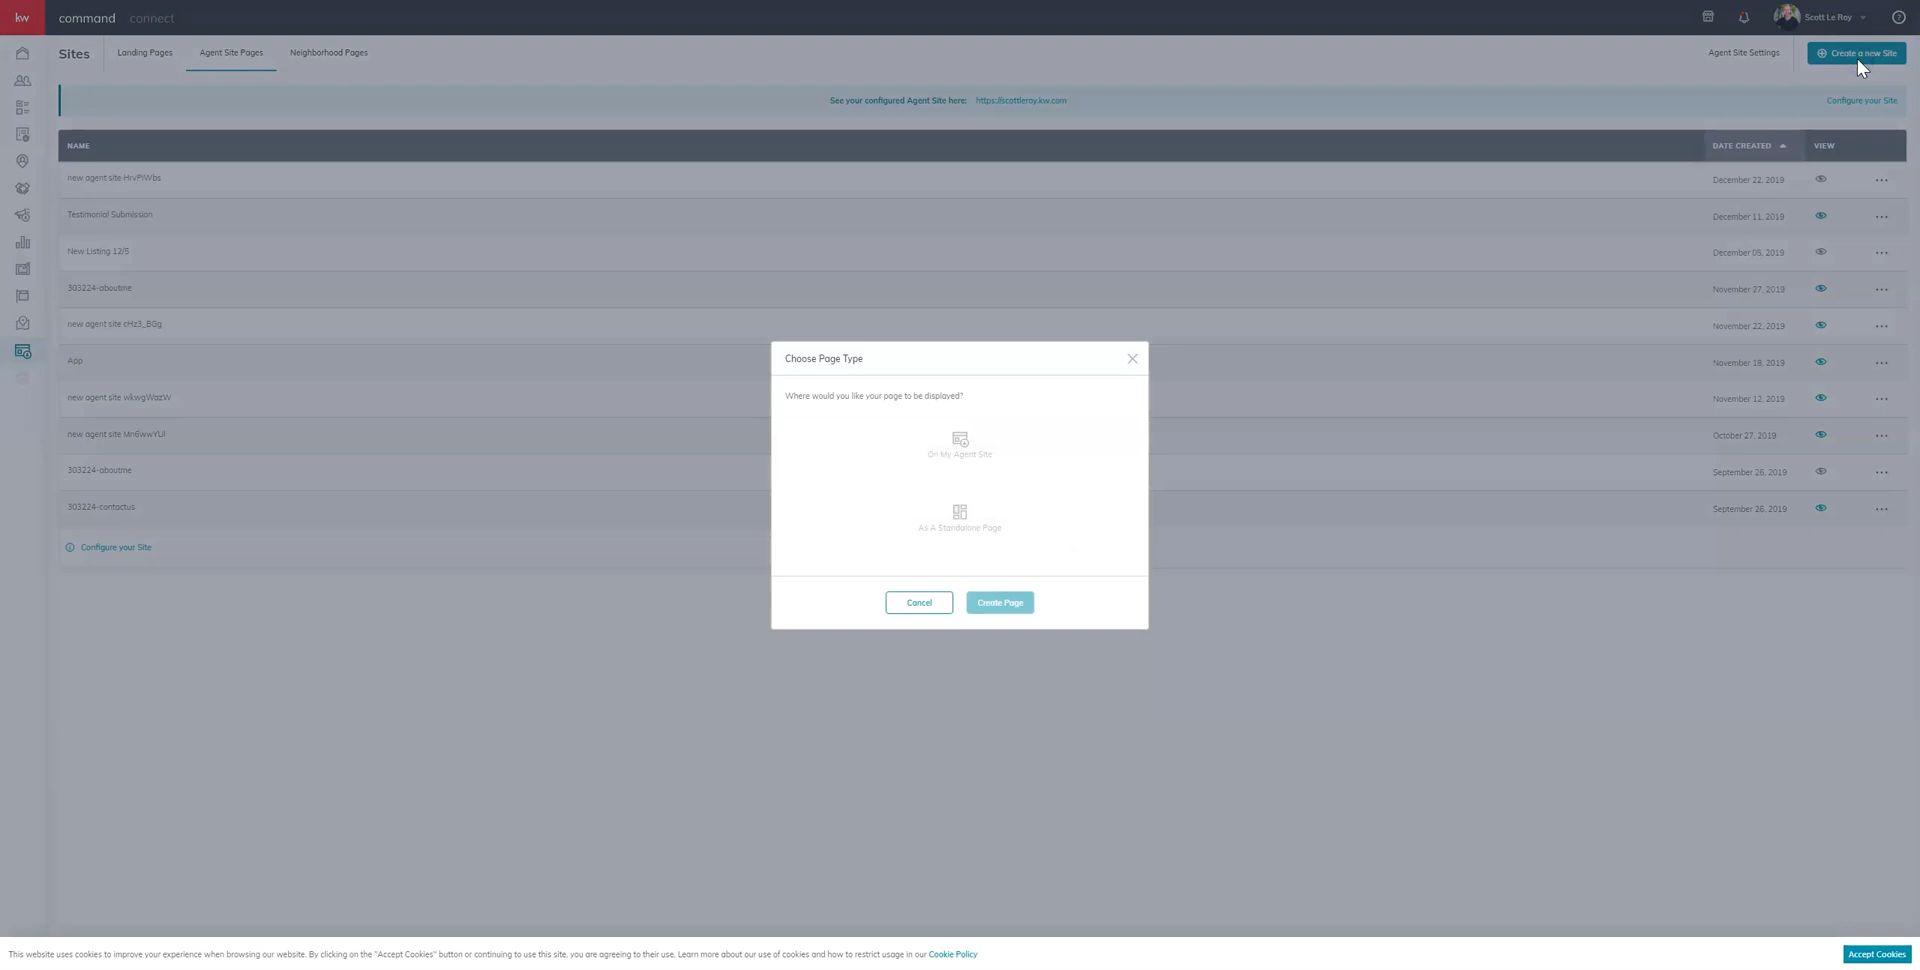 kw command connect Scott Le Roy
Sites Landing Pages Agent Site Pages Neighborhood Pages Agent Site Settings Create a new Site
See your configured Agent Site here: https://scottleroy.kw.com Configure your Site
NAME DATE CREATED VIEW
new agent site HrvPiWbs December 22, 2019
Testimonial Submission December 11, 2019
New Listing 12/5 December 05, 2019
303224-aboutme November 27, 2019
new agent site cHz3_BGg November 22, 2019
App November 18, 2019
new agent site wkwgWazW November 12, 2019
new agent site Mn6wwYUl October 27, 2019
303224-aboutme September 26, 2019
303224-contactus September 26, 2019
Configure your Site
Choose Page Type
Where would you like your page to be displayed?
On My Agent Site
As A Standalone Page
Cancel Create Page
This website uses cookies to improve your experience when browsing our website. By clicking on the "Accept Cookies" button or continuing to use this site, you are agreeing to their use. Learn more about our use of cookies and how to restrict usage in our Cookie Policy Accept Cookies